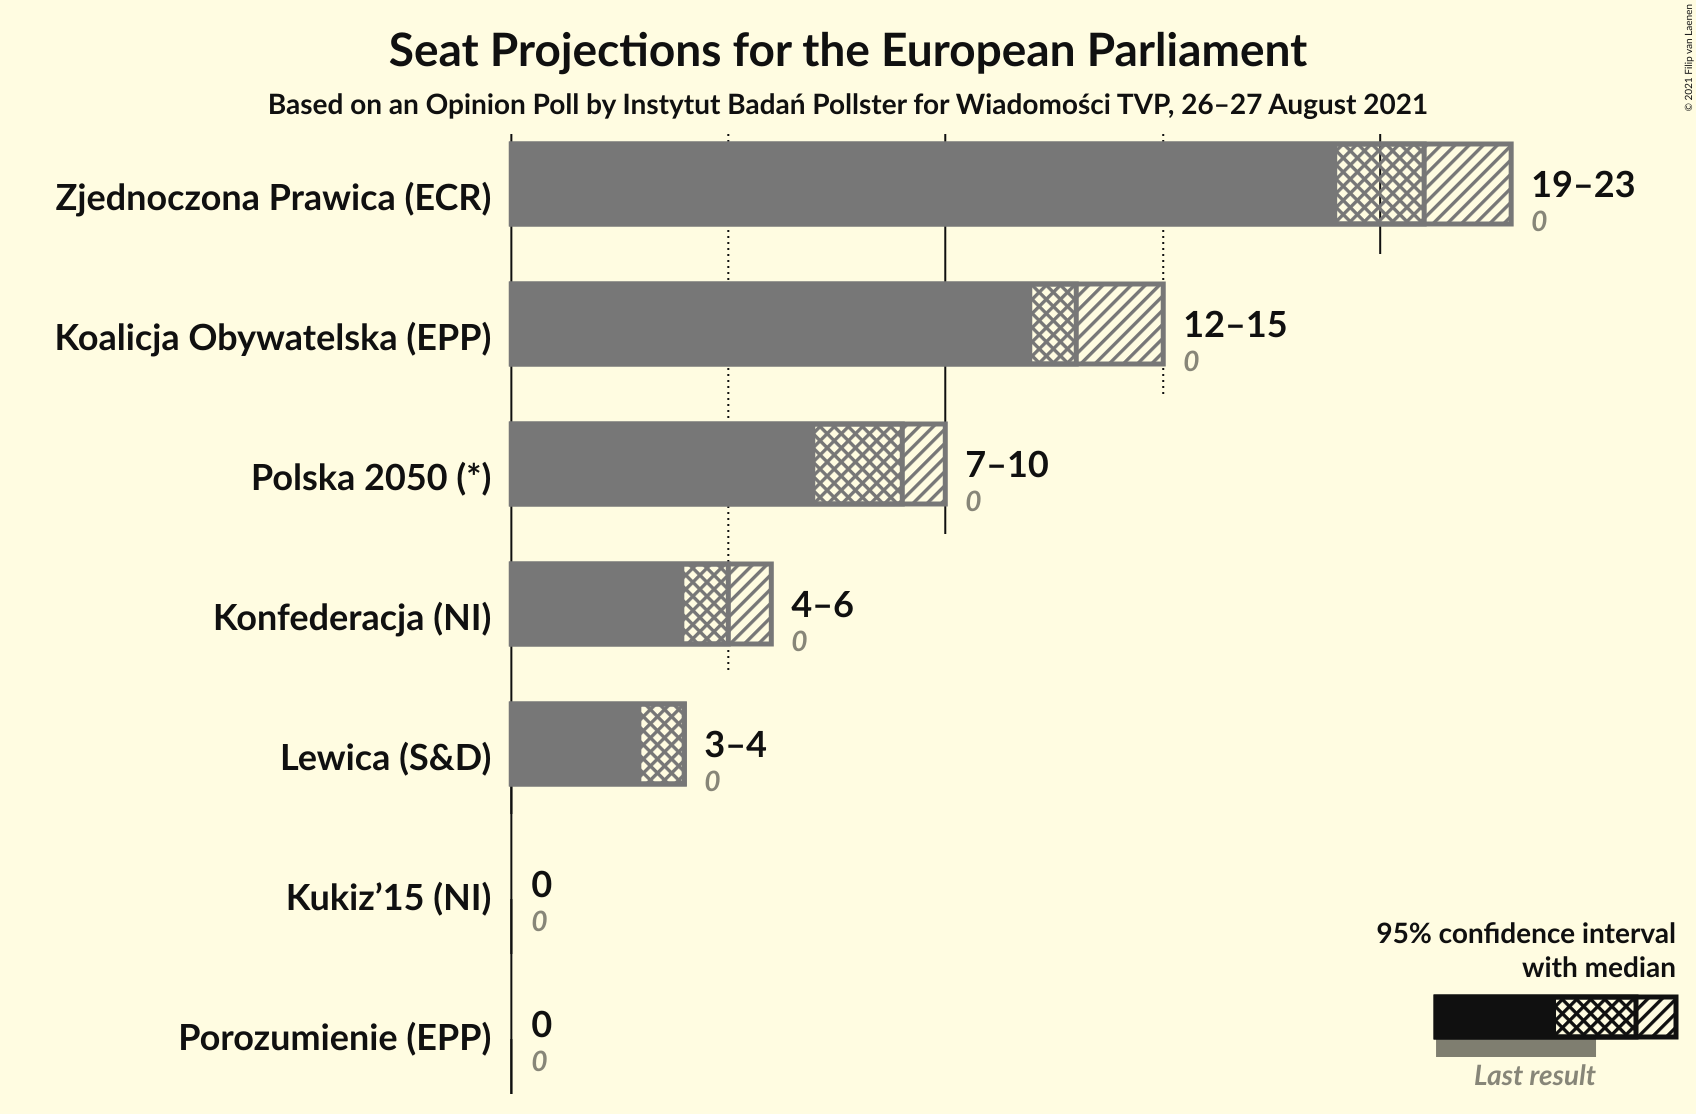 Seat Projections for the European Parliament
Based on an Opinion Poll by Instytut Badań Pollster for Wiadomości TVP, 26–27 August 2021
© 2021 Filip van Laenen
Zjednoczona Prawica (ECR)
19–23
0
Koalicja Obywatelska (EPP)
12–15
0
Polska 2050 (*)
7–10
0
Konfederacja (NI)
4–6
0
Lewica (S&D)
3–4
0
Kukiz’15 (NI)
0
0
Porozumienie (EPP)
0
0
95% confidence interval
with median
Last result